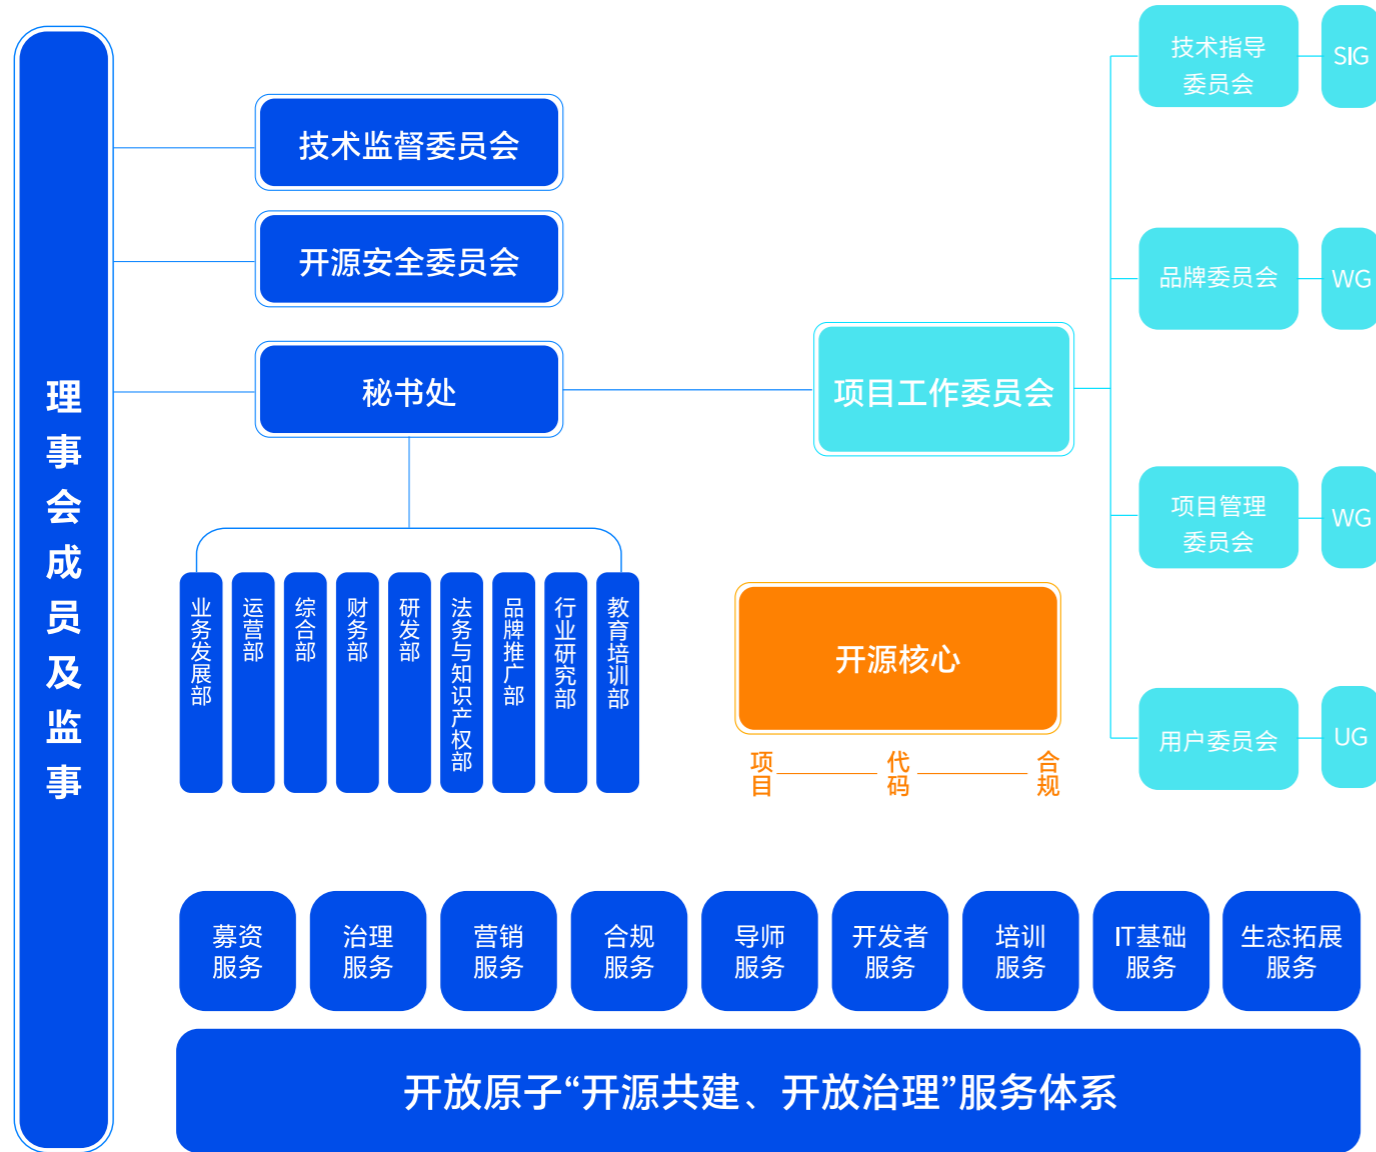 理事会成员及监事
技术监督委员会
开源安全委员会
秘书处
项目工作委员会
技术指导
委员会
SIG
品牌委员会
WG
项目管理
委员会
WG
用户委员会
UG
业务发展部
运营部
综合部
财务部
研发部
法务与知识产权部
品牌推广部
行业研究部
教育培训部
开源核心
项目
代码
合规
募资
服务
治理
服务
营销
服务
合规
服务
导师
服务
开发者
服务
培训
服务
IT基础
服务
生态拓展
服务
开放原子“开源共建、开放治理”服务体系